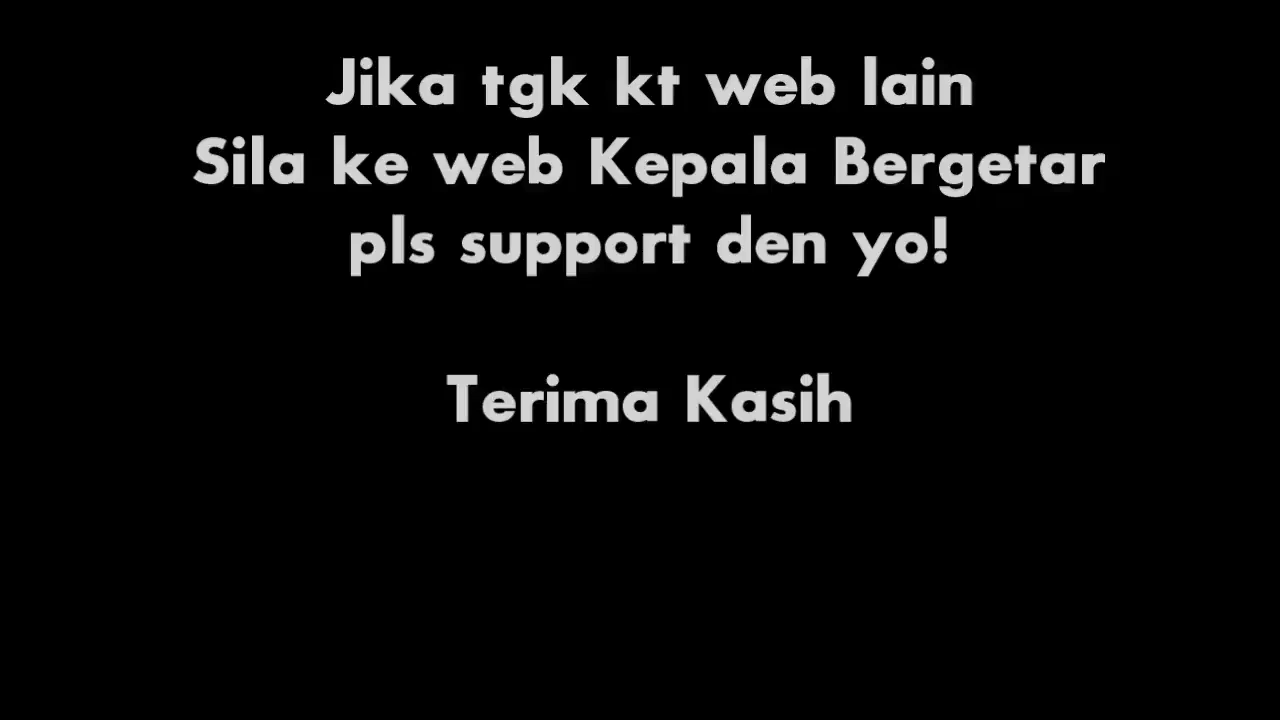 Jika tgk kt web lain
Sila ke web Kepala Bergetar
pls support den yo!
Terima Kasih